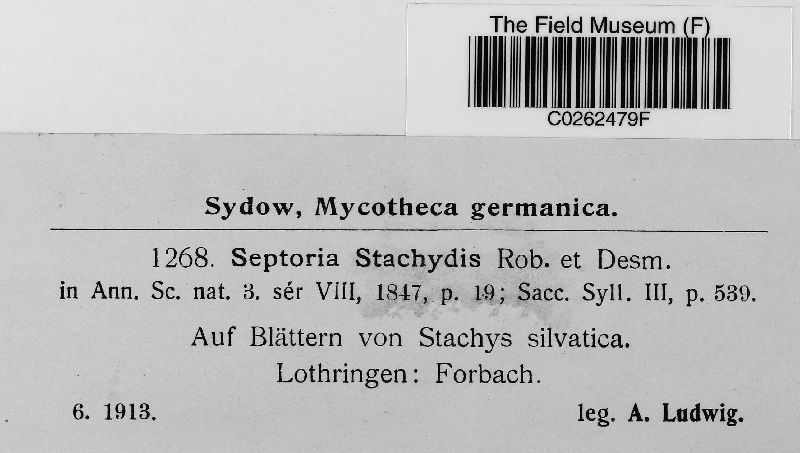 The Field Museum (F)
C0262479F
Sydow, Mycotheca germanica.
1268. Septoria Stachydis Rob. et Desm.
in Ann. Sc. nat. 3. sér VIII, 1847, p. 19; Sacc. Syll. III, p. 539.
Auf Blättern von Stachys silvatica.
Lothringen: Forbach.
6. 1913. leg. A. Ludwig.